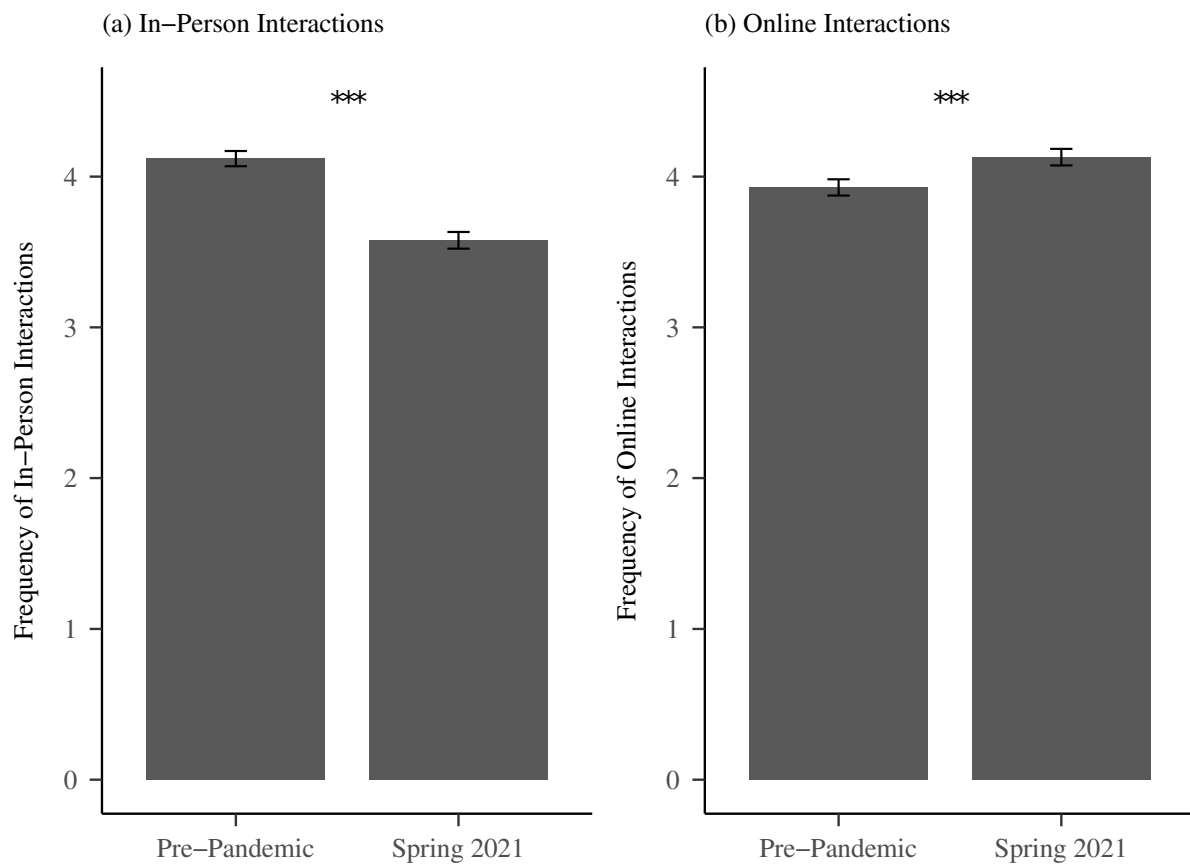 (a) In−Person Interactions
***
Frequency of In−Person Interactions
4
3
2
1
0
Pre−Pandemic Spring 2021
(b) Online Interactions
***
Frequency of Online Interactions
4
3
2
1
0
Pre−Pandemic Spring 2021